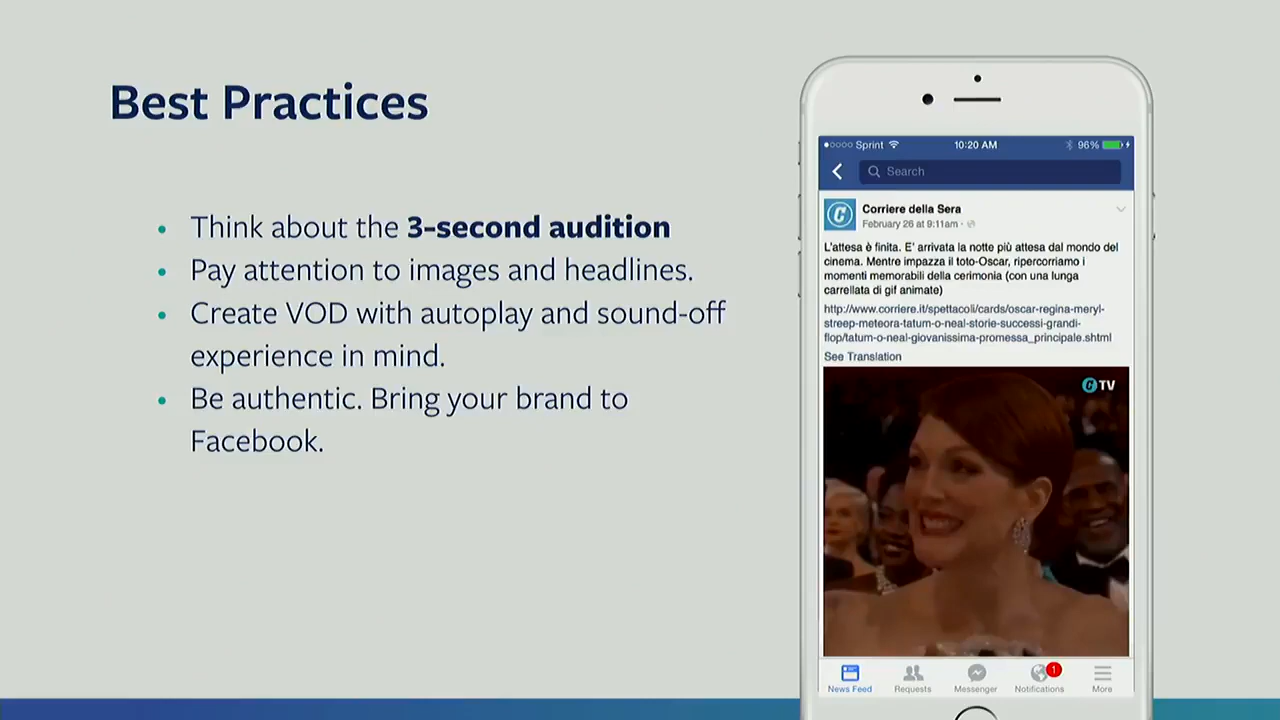 Best Practices
• Think about the 3-second audition
• Pay attention to images and headlines.
• Create VOD with autoplay and sound-off
experience in mind.
• Be authentic. Bring your brand to
Facebook.
Sprint 10:20 AM 96%
Search
Corriere della Sera
February 26 at 9:11am ·
L'attesa è finita. E' arrivata la notte più attesa dal mondo del
cinema. Mentre impazza il toto-Oscar, ripercorriamo i
momenti memorabili della cerimonia (con una lunga
carrellata di gif animate)
http://www.corriere.it/spettacoli/cards/oscar-regina-meryl-
streep-meteora-tatum-o-neal-storie-successi-grandi-
flop/tatum-o-neal-giovanissima-promessa_principale.shtml
See Translation
C TV
1
News Feed Requests Messenger Notifications More